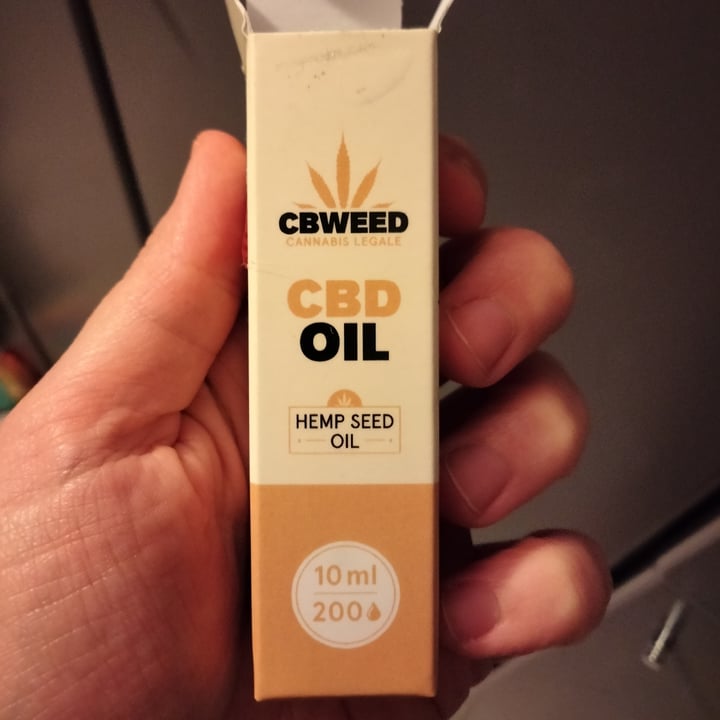 CBWEED
CANNABIS LEGALE
CBD
OIL
HEMP SEED
OIL
10 ml
200